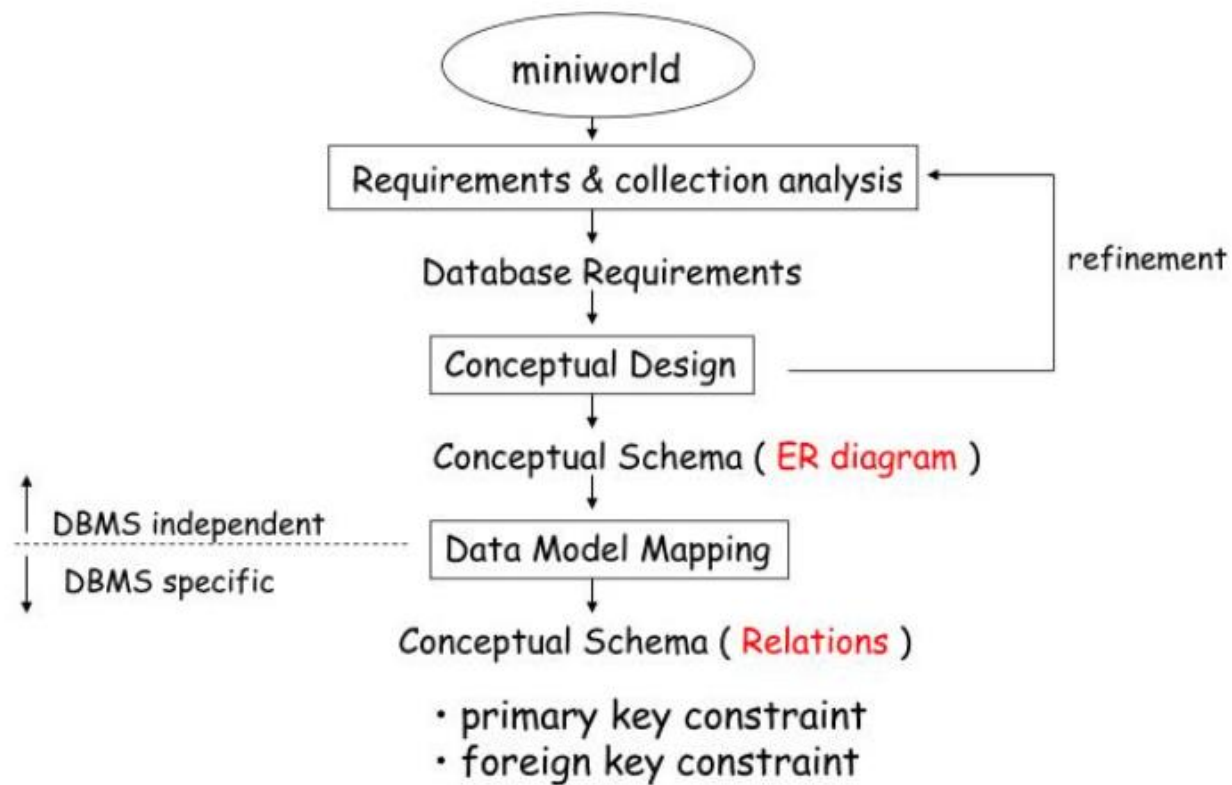 miniworld
Requirements & collection analysis
refinement
Database Requirements
Conceptual Design
Conceptual Schema ( ER diagram )
DBMS independent
Data Model Mapping
DBMS specific
Conceptual Schema ( Relations )
・primary key constraint
・foreign key constraint